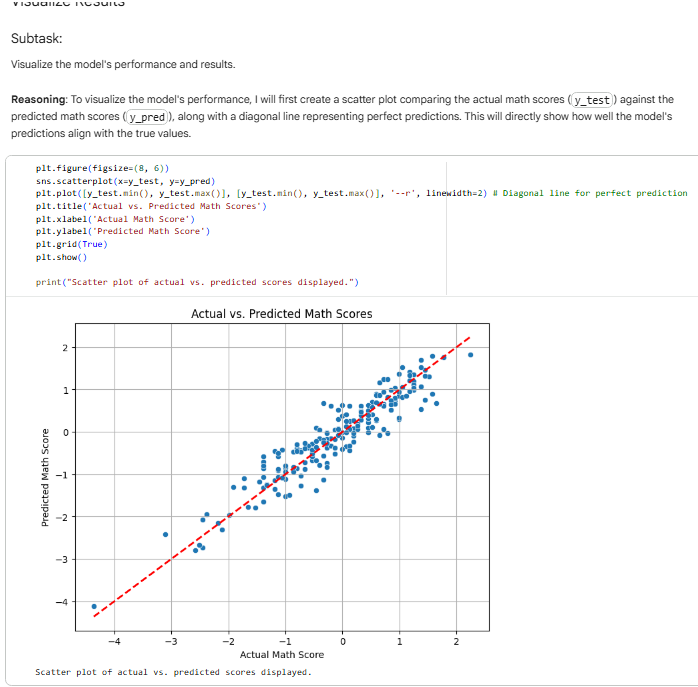 Visualize Results
Subtask:
Visualize the model's performance and results.
Reasoning: To visualize the model's performance, I will first create a scatter plot comparing the actual math scores ( y_test ) against the
predicted math scores ( y_pred ), along with a diagonal line representing perfect predictions. This will directly show how well the model's
predictions align with the true values.
plt.figure(figsize=(8, 6))
sns.scatterplot(x=y_test, y=y_pred)
plt.plot([y_test.min(), y_test.max()], [y_test.min(), y_test.max()], '--r', linewidth=2) # Diagonal line for perfect prediction
plt.title('Actual vs. Predicted Math Scores')
plt.xlabel('Actual Math Score')
plt.ylabel('Predicted Math Score')
plt.grid(True)
plt.show()
print("Scatter plot of actual vs. predicted scores displayed.")
Actual vs. Predicted Math Scores
2
1
0
−1
−2
−3
−4
Predicted Math Score
−4 −3 −2 −1 0 1 2
Actual Math Score
Scatter plot of actual vs. predicted scores displayed.